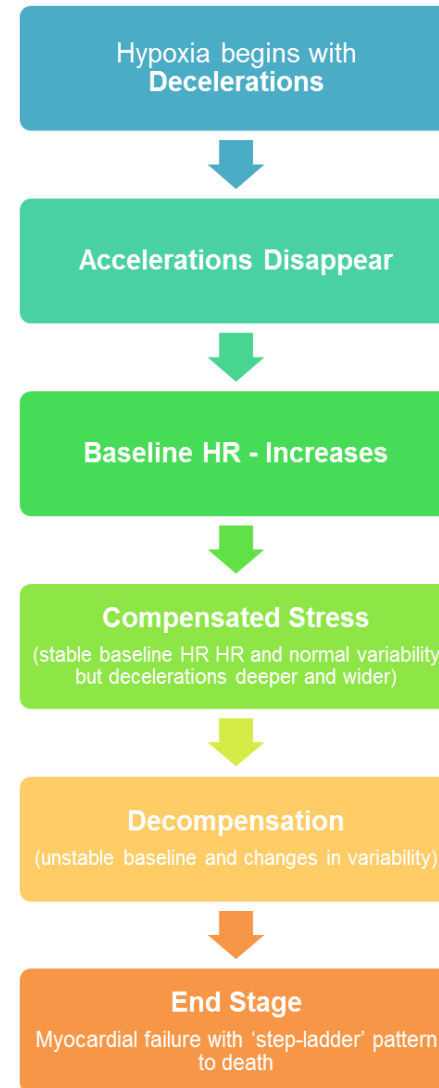 Hypoxia begins with
Decelerations
Accelerations Disappear
Baseline HR - Increases
Compensated Stress
(stable baseline HR HR and normal variability
but decelerations deeper and wider)
Decompensation
(unstable baseline and changes in variability)
End Stage
Myocardial failure with ‘step-ladder’ pattern
to death